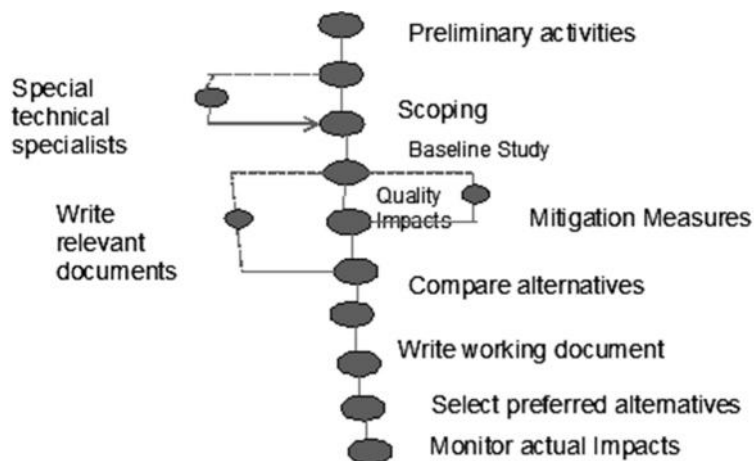 Preliminary activities
Special
technical
specialists
Scoping
Baseline Study
Quality
Impacts
Write
relevant
documents
Mitigation Measures
Compare alternatives
Write working document
Select preferred alternatives
Monitor actual Impacts